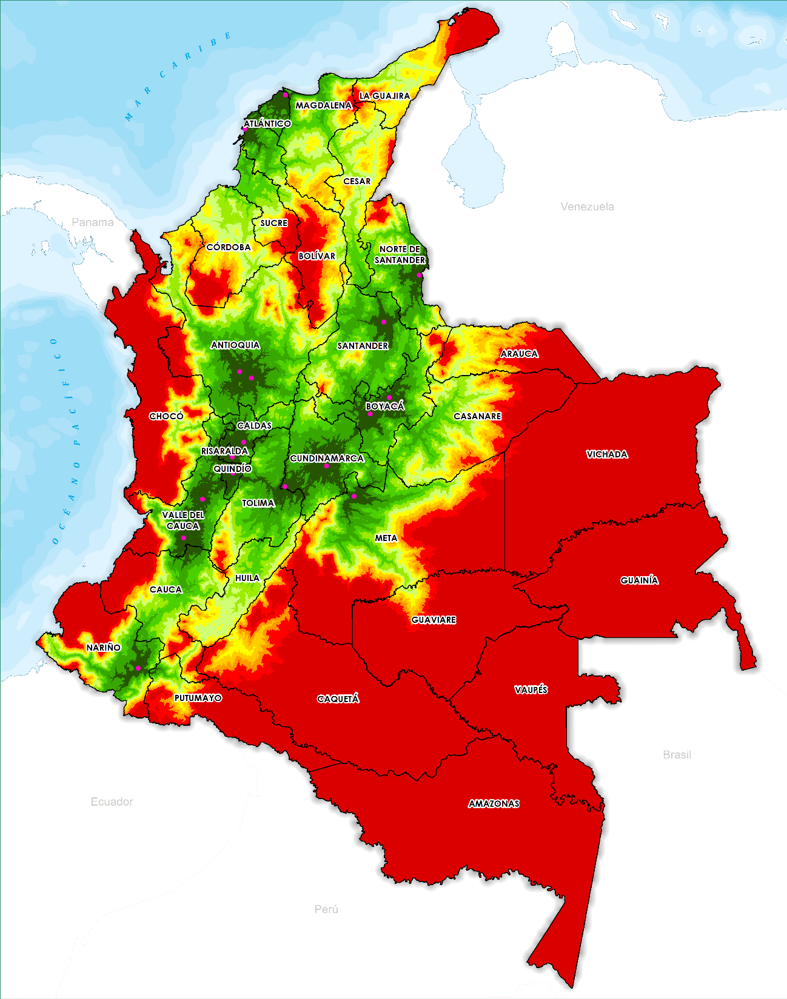 MAR CARIBE
LA GUAJIRA
MAGDALENA
ATLÁNTICO
CESAR
Venezuela
Panama
SUCRE
CÓRDOBA
NORTE DE
SANTANDER
BOLÍVAR
ANTIOQUIA
SANTANDER
ARAUCA
OCÉANO PACÍFICO
BOYACÁ
CHOCÓ
CASANARE
CALDAS
RISARALDA
VICHADA
CUNDINAMARCA
QUINDÍO
TOLIMA
VALLE DEL
CAUCA
META
HUILA
GUAINÍA
CAUCA
GUAVIARE
NARIÑO
VAUPÉS
PUTUMAYO
CAQUETÁ
Brasil
Ecuador
AMAZONAS
Perú